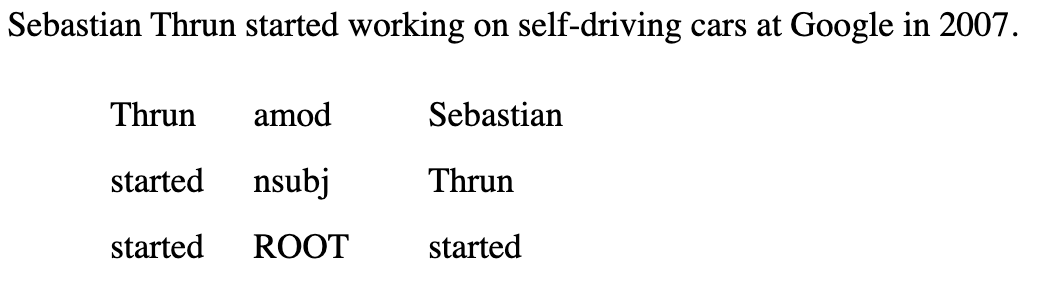 Sebastian Thrun started working on self-driving cars at Google in 2007.
Thrun amod Sebastian
started nsubj Thrun
started ROOT started